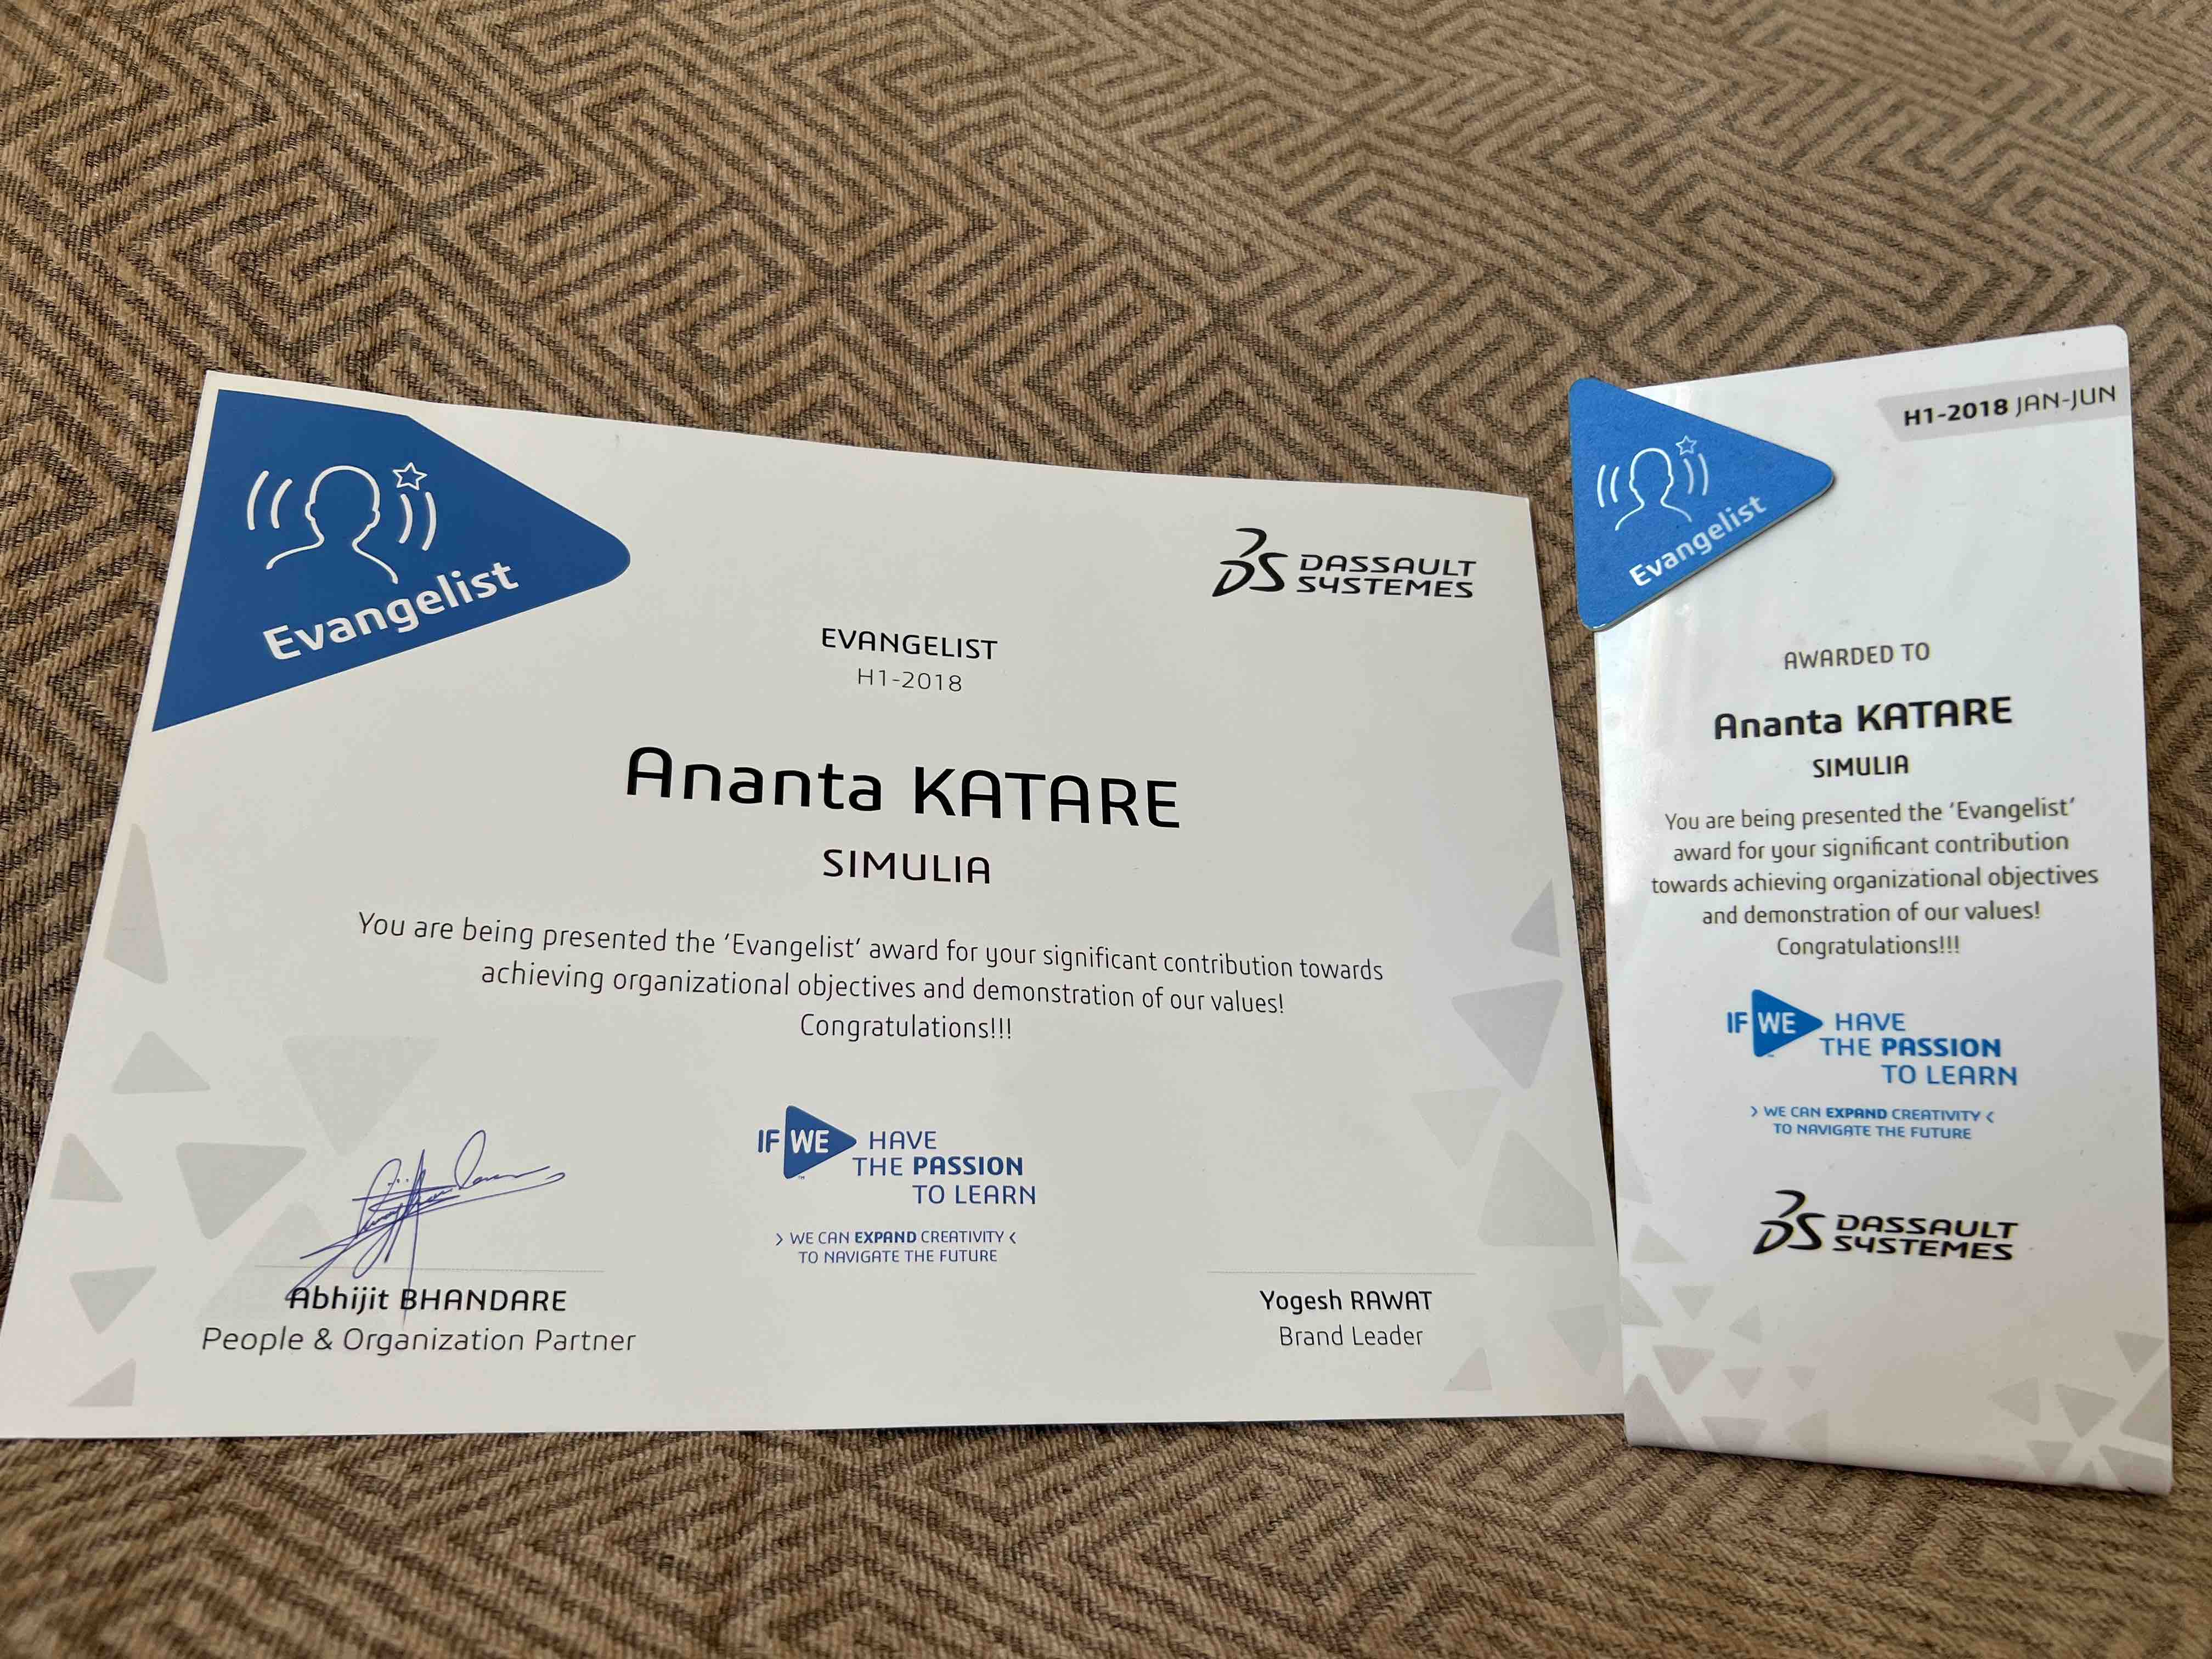 Evangelist
DASSAULT
SYSTEMES
EVANGELIST
H1-2018
Ananta KATARE
SIMULIA
You are being presented the ‘Evangelist’ award for your significant contribution towards
achieving organizational objectives and demonstration of our values!
Congratulations!!!
IF WE HAVE
THE PASSION
TO LEARN
› WE CAN EXPAND CREATIVITY ‹
TO NAVIGATE THE FUTURE
Abhijit BHANDARE
People & Organization Partner
Yogesh RAWAT
Brand Leader
H1-2018 JAN-JUN
Evangelist
AWARDED TO
Ananta KATARE
SIMULIA
You are being presented the ‘Evangelist’
award for your significant contribution
towards achieving organizational objectives
and demonstration of our values!
Congratulations!!!
IF WE HAVE
THE PASSION
TO LEARN
› WE CAN EXPAND CREATIVITY ‹
TO NAVIGATE THE FUTURE
DASSAULT
SYSTEMES